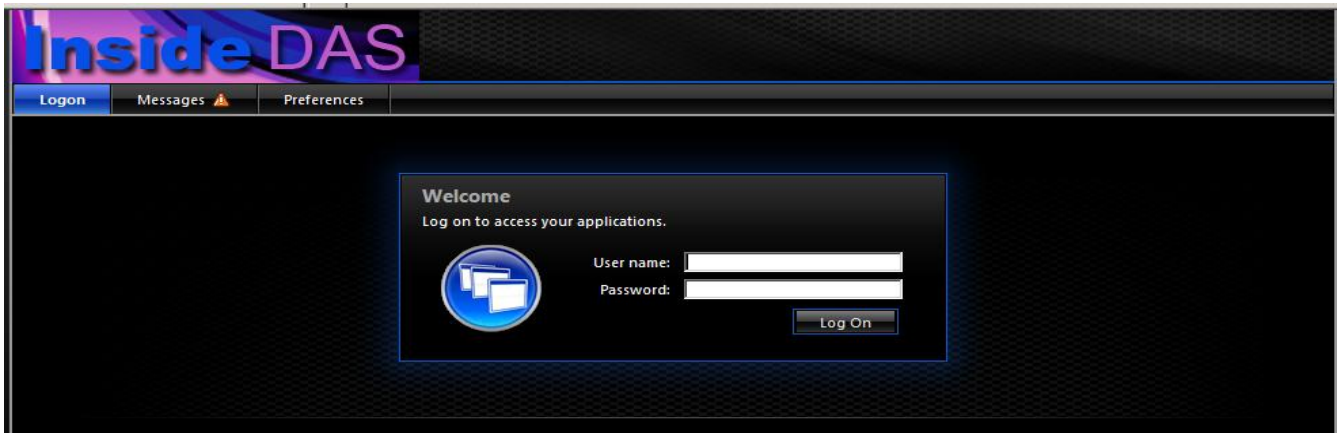 Inside DAS
Logon Messages Preferences
Welcome
Log on to access your applications.
User name:
Password:
Log On